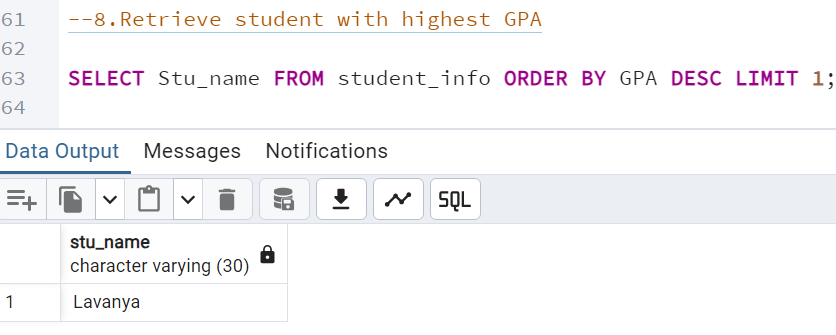 61 --8.Retrieve student with highest GPA
62
63 SELECT Stu_name FROM student_info ORDER BY GPA DESC LIMIT 1;
64
Data Output Messages Notifications
SQL
stu_name
character varying (30)
1 Lavanya